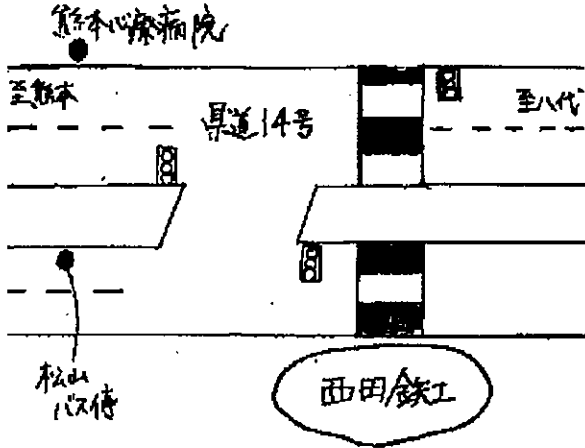 熊本心療病院
至熊本
県道14号
至八代
松山
バス停
西田鉄工